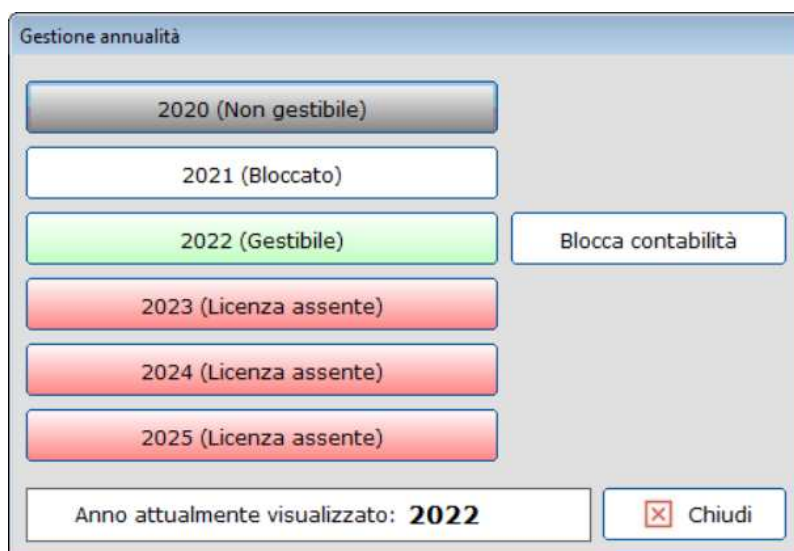 Gestione annualità
2020 (Non gestibile)
2021 (Bloccato)
2022 (Gestibile)
Blocca contabilità
2023 (Licenza assente)
2024 (Licenza assente)
2025 (Licenza assente)
Anno attualmente visualizzato: 2022
Chiudi